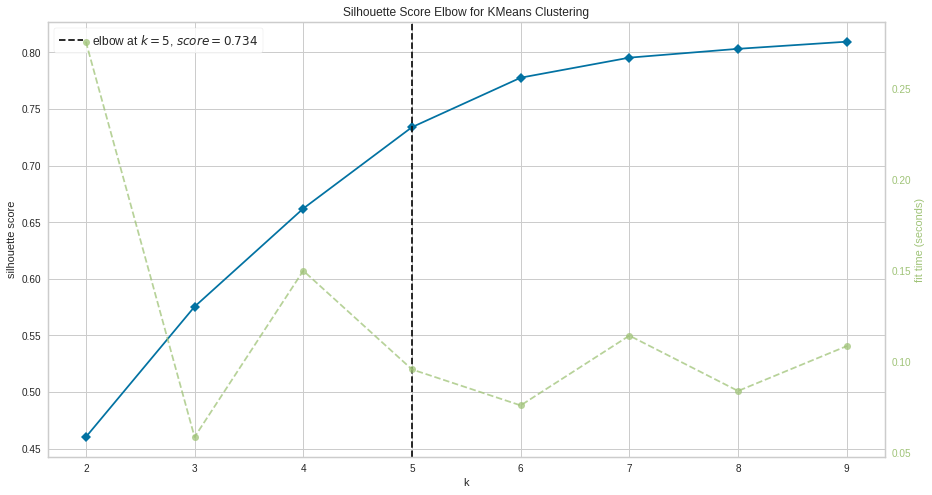 Silhouette Score Elbow for KMeans Clustering
elbow at k = 5, score = 0.734
0.80
0.75
0.70
0.65
0.60
0.55
0.50
0.45
silhouette score
0.25
0.20
0.15
0.10
0.05
fit time (seconds)
2 3 4 5 6 7 8 9
k